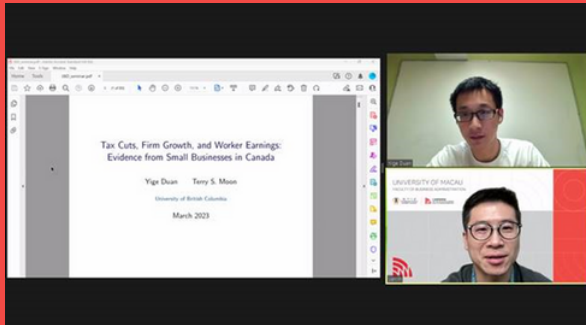 Home Tools
Tax Cuts, Firm Growth, and Worker Earnings:
Evidence from Small Businesses in Canada
Yige Duan Terry S. Moon
University of British Columbia
March 2023
Yige Duan
UNIVERSITY OF MACAU
FACULTY OF BUSINESS ADMINISTRATION